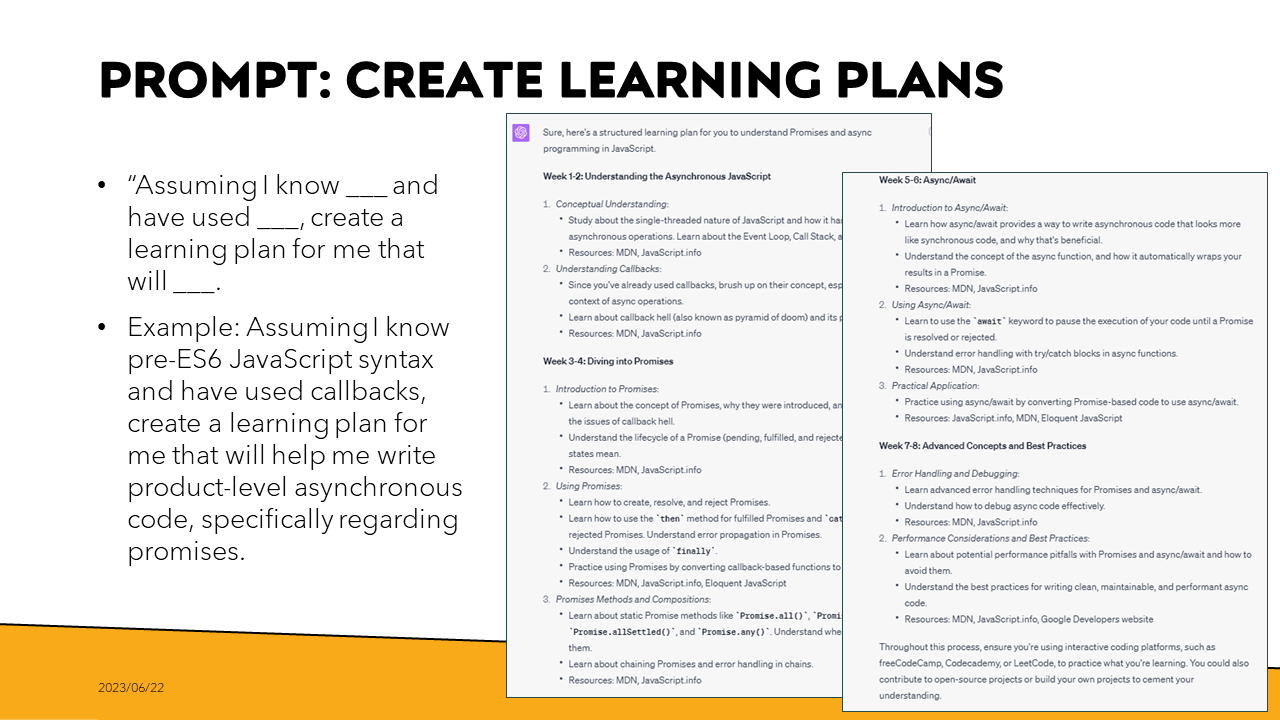 PROMPT: CREATE LEARNING PLANS
• “Assuming I know ___ and
have used ___, create a
learning plan for me that
will ___.
• Example: Assuming I know
pre-ES6 JavaScript syntax
and have used callbacks,
create a learning plan for
me that will help me write
product-level asynchronous
code, specifically regarding
promises.
2023/06/22
Sure, here's a structured learning plan for you to understand Promises and async
programming in JavaScript.
Week 1-2: Understanding the Asynchronous JavaScript
1. Conceptual Understanding:
• Study about the single-threaded nature of JavaScript and how it
asynchronous operations. Learn about the Event Loop, Call Stack,
• Resources: MDN, JavaScript.info
2. Understanding Callbacks:
• Since you've already used callbacks, brush up on their concept,
context of async operations.
• Learn about callback hell (also known as pyramid of doom) and its
• Resources: MDN, JavaScript.info
Week 3-4: Diving into Promises
1. Introduction to Promises:
• Learn about the concept of Promises, why they were introduced,
the issues of callback hell.
• Understand the lifecycle of a Promise (pending, fulfilled, and
states mean.
• Resources: MDN, JavaScript.info
2. Using Promises:
• Learn how to create, resolve, and reject Promises.
• Learn how to use the `then` method for fulfilled Promises and
rejected Promises. Understand error propagation in Promises.
• Understand the usage of `finally`.
• Practice using Promises by converting callback-based functions to
• Resources: MDN, JavaScript.info, Eloquent JavaScript
3. Promises Methods and Compositions:
• Learn about static Promise methods like `Promise.all()`,
`Promise.allSettled()`, and `Promise.any()`. Understand
them.
• Learn about chaining Promises and error handling in chains.
• Resources: MDN, JavaScript.info
Week 5-6: Async/Await
1. Introduction to Async/Await:
• Learn how async/await provides a way to write asynchronous code that looks more
like synchronous code, and why that's beneficial.
• Understand the concept of the async function, and how it automatically wraps your
results in a Promise.
• Resources: MDN, JavaScript.info
2. Using Async/Await:
• Learn to use the `await` keyword to pause the execution of your code until a Promise
is resolved or rejected.
• Understand error handling with try/catch blocks in async functions.
• Resources: MDN, JavaScript.info
3. Practical Application:
• Practice using async/await by converting Promise-based code to use async/await.
• Resources: JavaScript.info, MDN, Eloquent JavaScript
Week 7-8: Advanced Concepts and Best Practices
1. Error Handling and Debugging:
• Learn advanced error handling techniques for Promises and async/await.
• Understand how to debug async code effectively.
• Resources: MDN, JavaScript.info
2. Performance Considerations and Best Practices:
• Learn about potential performance pitfalls with Promises and async/await and how to
avoid them.
• Understand the best practices for writing clean, maintainable, and performant async
code.
• Resources: MDN, JavaScript.info, Google Developers website
Throughout this process, ensure you're using interactive coding platforms, such as
freeCodeCamp, Codecademy, or LeetCode, to practice what you're learning. You could also
contribute to open-source projects or build your own projects to cement your
understanding.